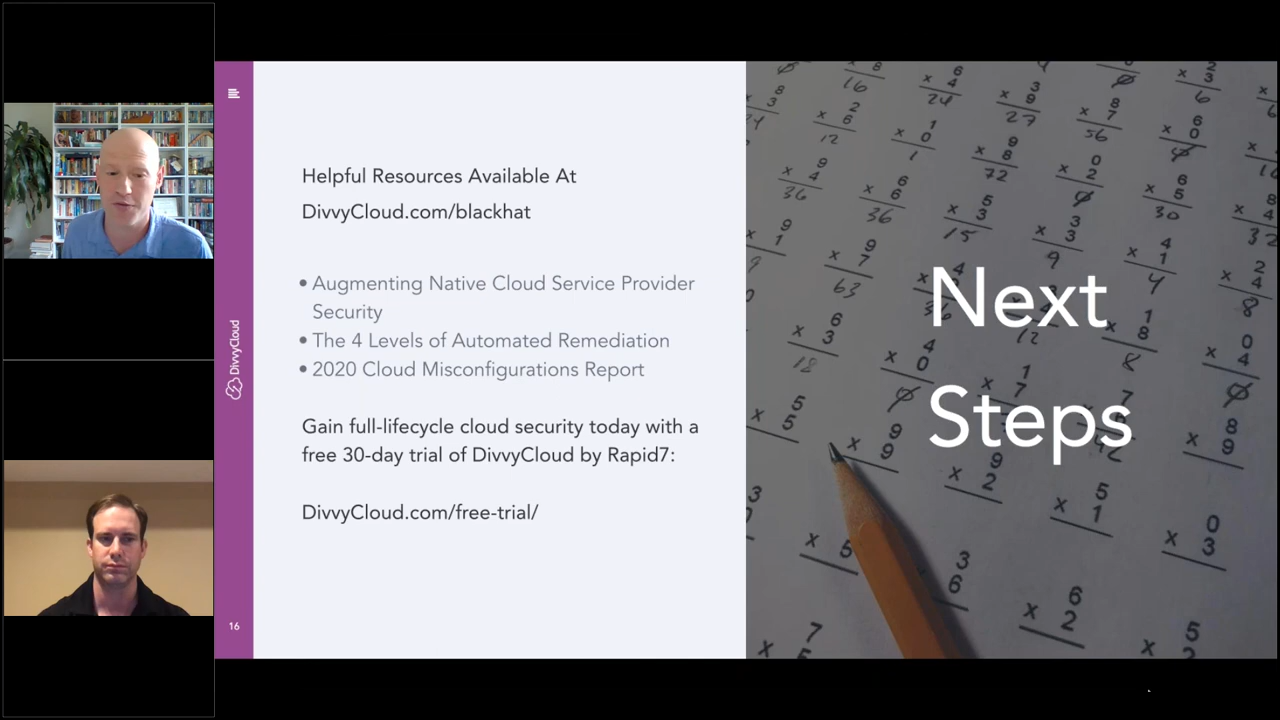 Helpful Resources Available At
DivvyCloud.com/blackhat
• Augmenting Native Cloud Service Provider
Security
• The 4 Levels of Automated Remediation
• 2020 Cloud Misconfigurations Report
Gain full-lifecycle cloud security today with a
free 30-day trial of DivvyCloud by Rapid7:
DivvyCloud.com/free-trial/
DivvyCloud
16
Next
Steps